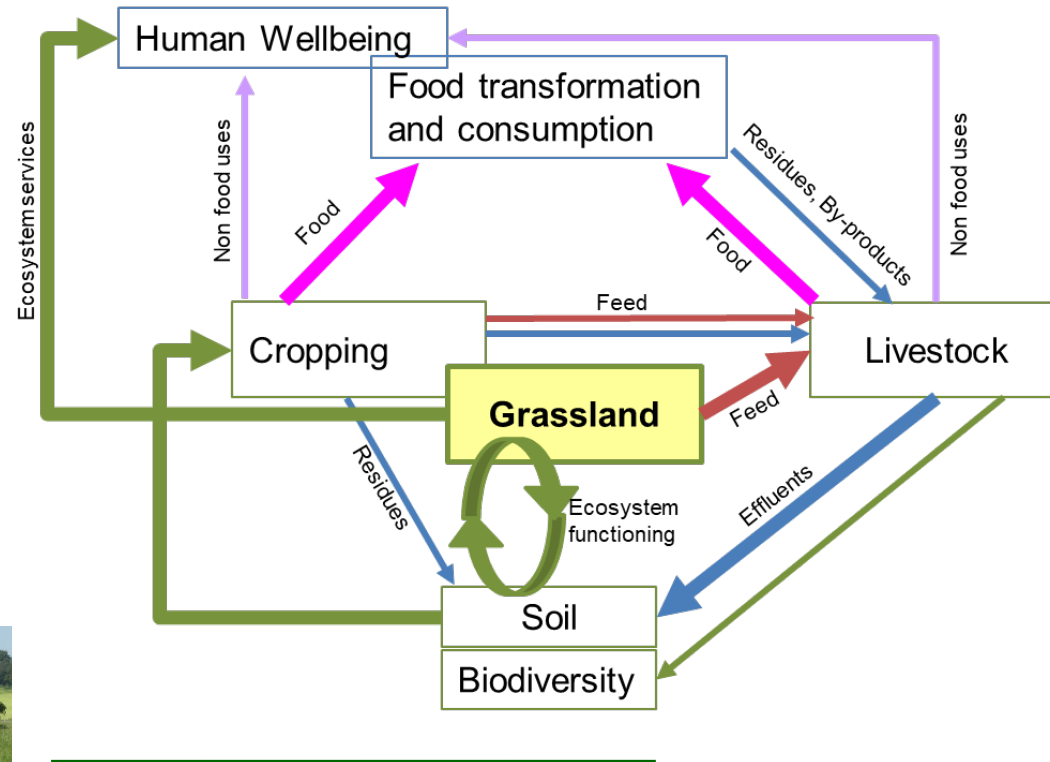 Human Wellbeing
Food transformation
and consumption
Ecosystem services
Non food uses
Food
Food
Residues, By-products
Non food uses
Feed
Cropping
Livestock
Grassland
Feed
Residues
Ecosystem
functioning
Effluents
Soil
Biodiversity